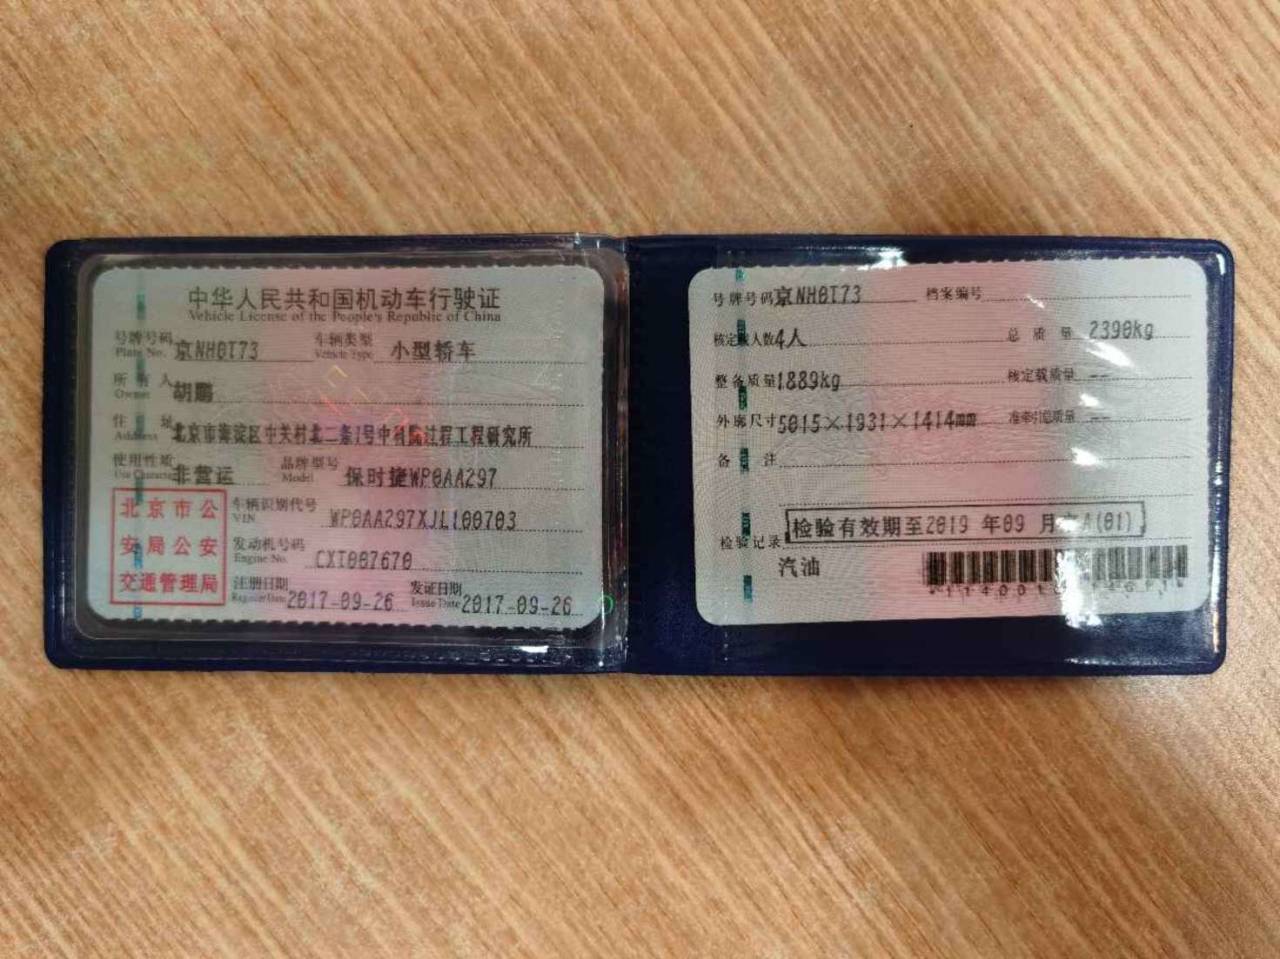 中华人民共和国机动车行驶证
Vehicle License of the People's Republic of China
号牌号码 京NH0T73 车辆类型 小型轿车
Plate No. Vehicle Type
所有人 胡鹏
Owner
住址 北京市海淀区中关村北二条1号中科院过程工程研究所
Address
使用性质 非营运 品牌型号 保时捷WP0AA297
Use Character Model
北京市公
安局公安
交通管理局
车辆识别代号 WP0AA297XJL100703
VIN
发动机号码 CXT007670
Engine No.
注册日期 2017-09-26 发证日期 2017-09-26
Register Date Issue Date
号牌号码 京NH0T73 档案编号
核定载人数 4人 总质量 2390kg
整备质量 1889kg 核定载质量 --
外廓尺寸 5015×1931×1414mm 准牵引总质量 --
备注
检验记录 检验有效期至2019 年09 月京A(01)
汽油